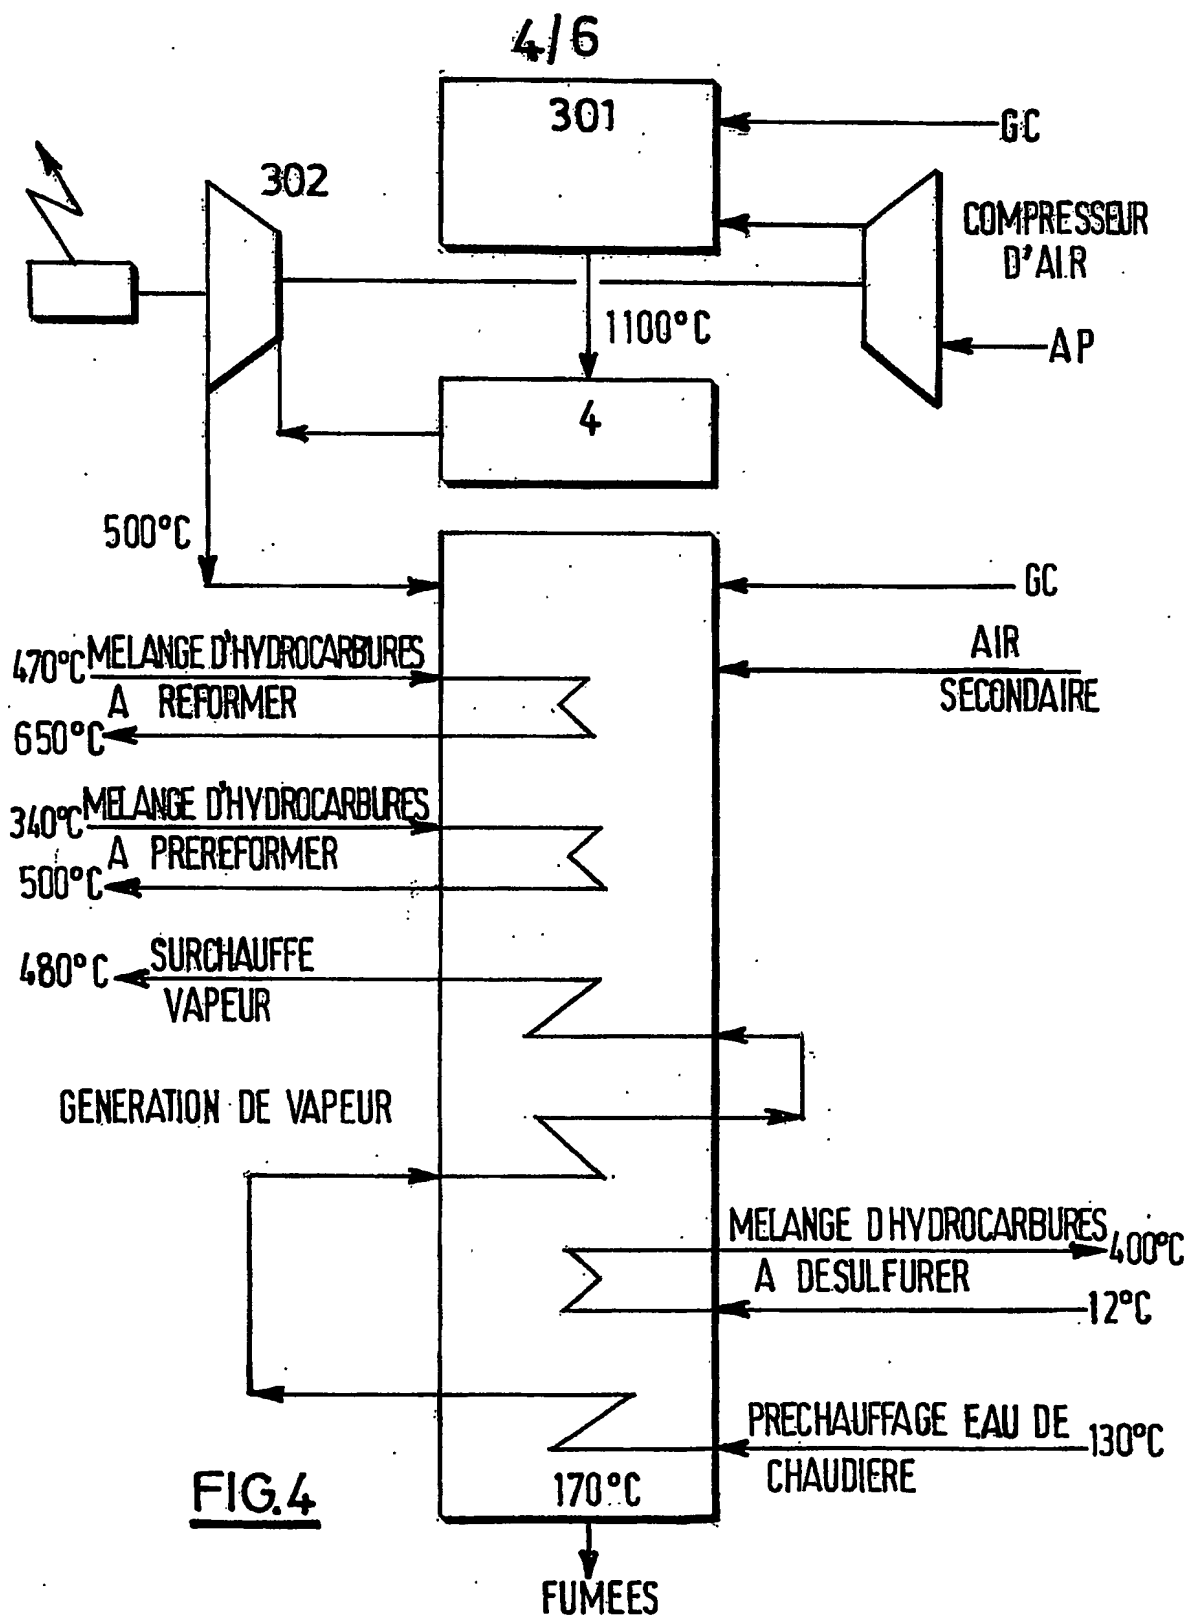 4/6
301
GC
302
COMPRESSEUR
D'AIR
1100°C
AP
4
500°C
GC
AIR
SECONDAIRE
470°C MELANGE D'HYDROCARBURES
A REFORMER
650°C
340°C MELANGE D'HYDROCARBURES
A PREREFORMER
500°C
480°C SURCHAUFFE
VAPEUR
GENERATION DE VAPEUR
MELANGE D'HYDROCARBURES
400°C
A DESULFURER
12°C
PRECHAUFFAGE EAU DE
130°C
CHAUDIERE
170°C
FIG.4
FUMEES